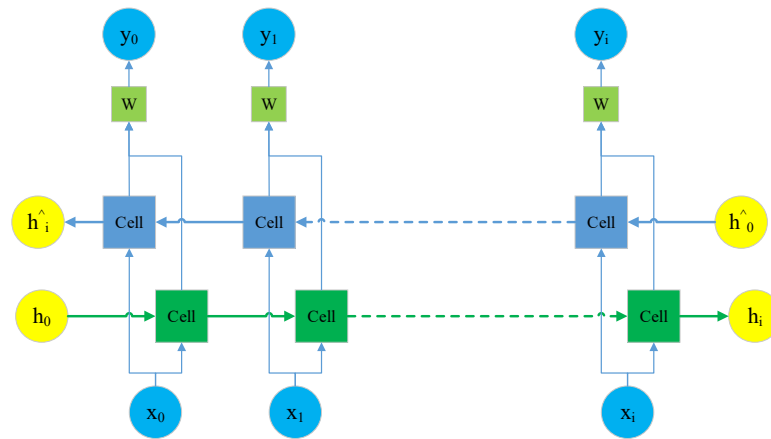 y₀ y₁ yᵢ
W W W
h^ᵢ Cell Cell Cell h^₀
h₀ Cell Cell Cell hᵢ
x₀ x₁ xᵢ